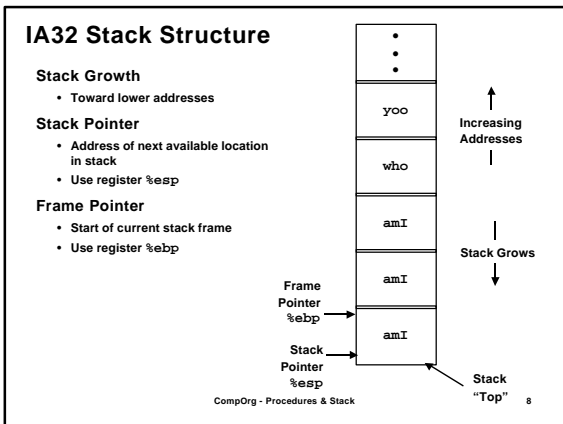 IA32 Stack Structure
Stack Growth
• Toward lower addresses
Stack Pointer
• Address of next available location
in stack
• Use register %esp
Frame Pointer
• Start of current stack frame
• Use register %ebp
•
•
•
yoo
who
amI
amI
amI
Increasing
Addresses
Stack Grows
Frame
Pointer
%ebp
Stack
Pointer
%esp
Stack
“Top”
CompOrg - Procedures & Stack
8